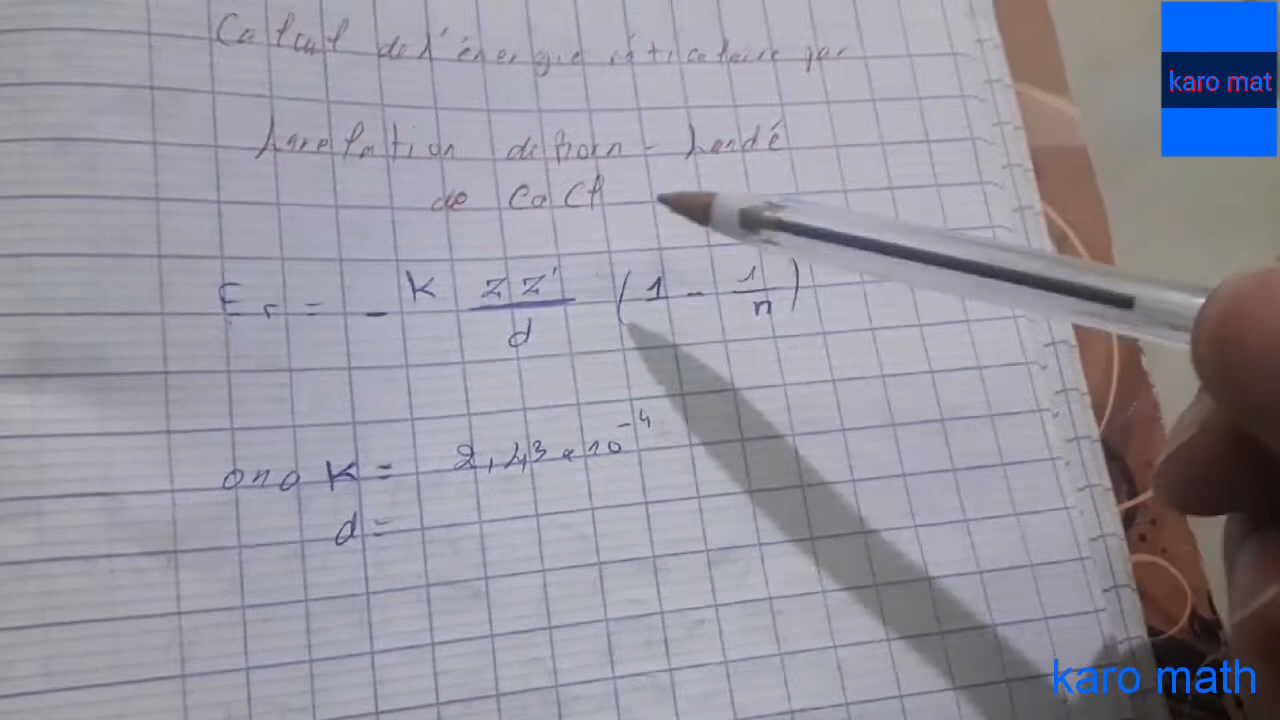 karo mat
Calcul de l'énergie réticulaire par
la relation de Born - Landé
de CaCl
Er = - K ZZ'/d (1 - 1/n)
on a K = 2,43 × 10⁻⁴
d =
karo math